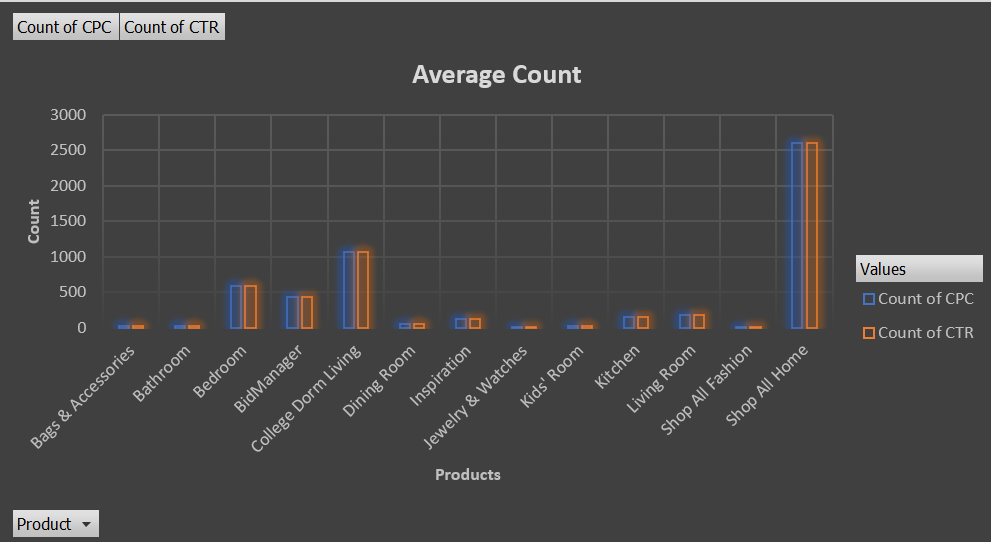 Count of CPC Count of CTR
Average Count
3000
2500
2000
1500
1000
500
0
Count
Bags & Accessories
Bathroom
Bedroom
BidManager
College Dorm Living
Dining Room
Inspiration
Jewelry & Watches
Kids' Room
Kitchen
Living Room
Shop All Fashion
Shop All Home
Products
Values
Count of CPC
Count of CTR
Product